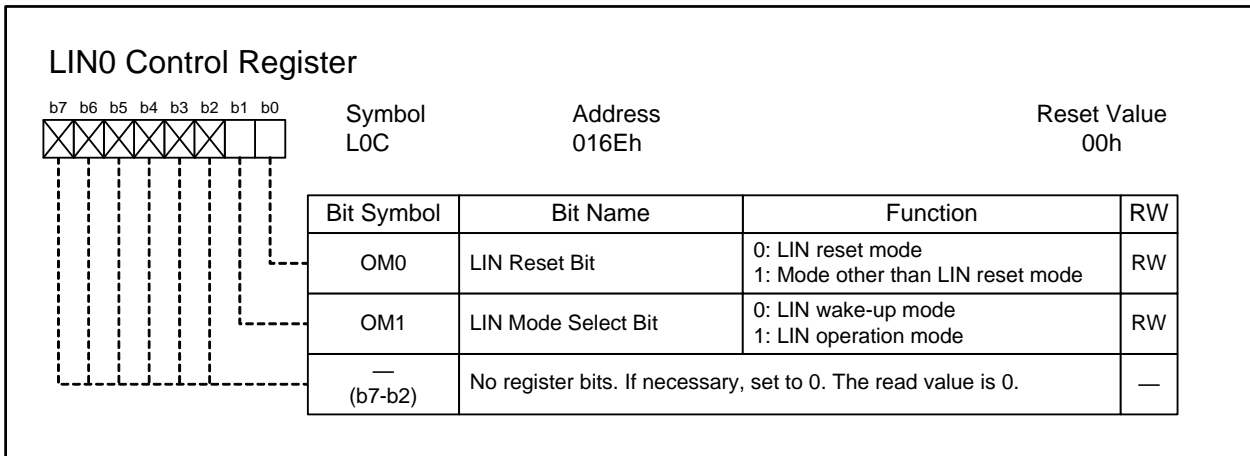 LIN0 Control Register
b7 b6 b5 b4 b3 b2 b1 b0
Symbol Address Reset Value
L0C 016Eh 00h
Bit Symbol Bit Name Function RW
OM0 LIN Reset Bit 0: LIN reset mode
1: Mode other than LIN reset mode RW
OM1 LIN Mode Select Bit 0: LIN wake-up mode
1: LIN operation mode RW
—
(b7-b2) No register bits. If necessary, set to 0. The read value is 0. —